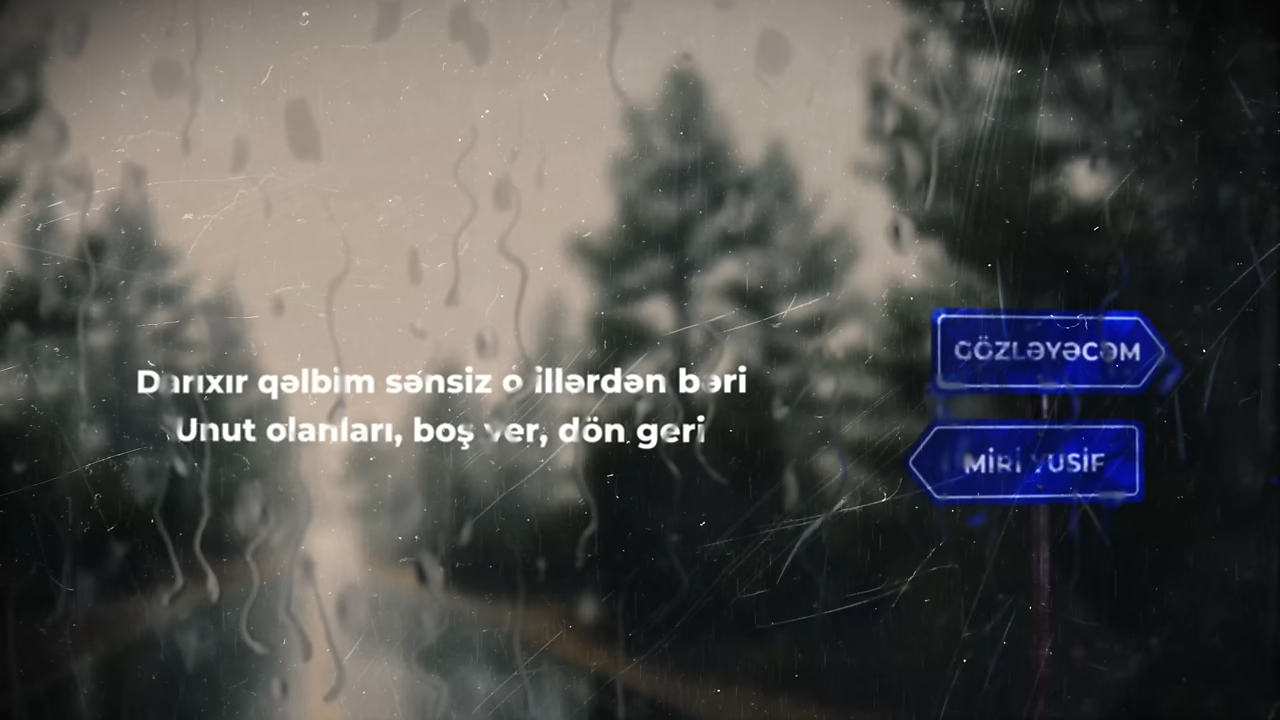 Darıxır qəlbim sənsiz o illərdən bəri
Unut olanları, boş ver, dön geri
GÖZLƏYƏCƏM
MİRİ YUSİF